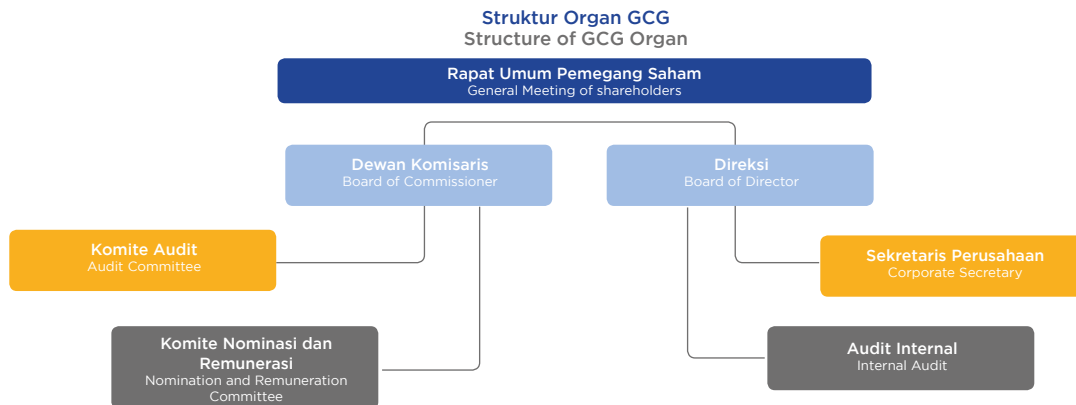 Struktur Organ GCG
Structure of GCG Organ
Rapat Umum Pemegang Saham
General Meeting of shareholders
Dewan Komisaris
Board of Commissioner
Direksi
Board of Director
Komite Audit
Audit Committee
Sekretaris Perusahaan
Corporate Secretary
Komite Nominasi dan
Remunerasi
Nomination and Remuneration
Committee
Audit Internal
Internal Audit